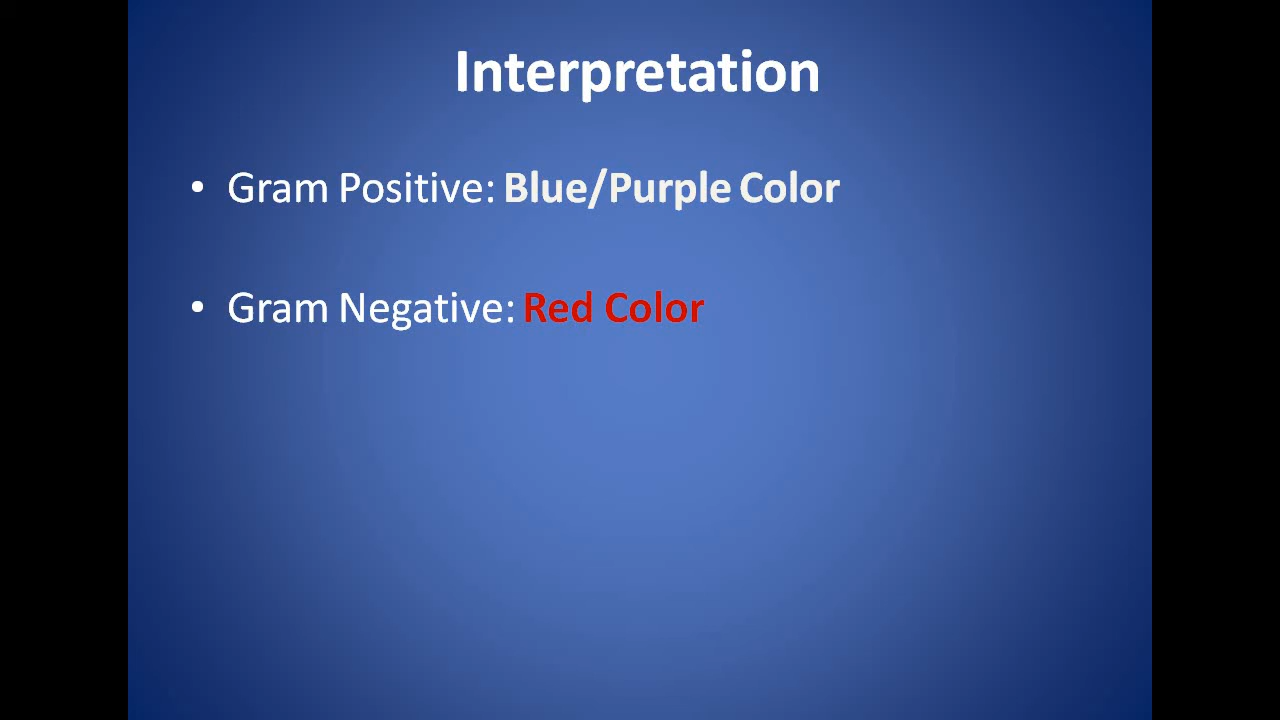 Interpretation
• Gram Positive: Blue/Purple Color
• Gram Negative: Red Color